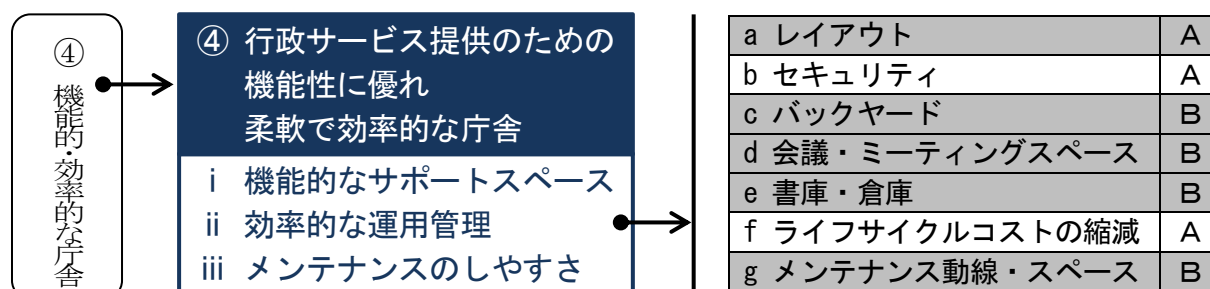 ④
機能的・効率的な庁舎
④ 行政サービス提供のための
機能性に優れ
柔軟で効率的な庁舎
ⅰ 機能的なサポートスペース
ⅱ 効率的な運用管理
ⅲ メンテナンスのしやすさ
a レイアウト A
b セキュリティ A
c バックヤード B
d 会議・ミーティングスペース B
e 書庫・倉庫 B
f ライフサイクルコストの縮減 A
g メンテナンス動線・スペース B